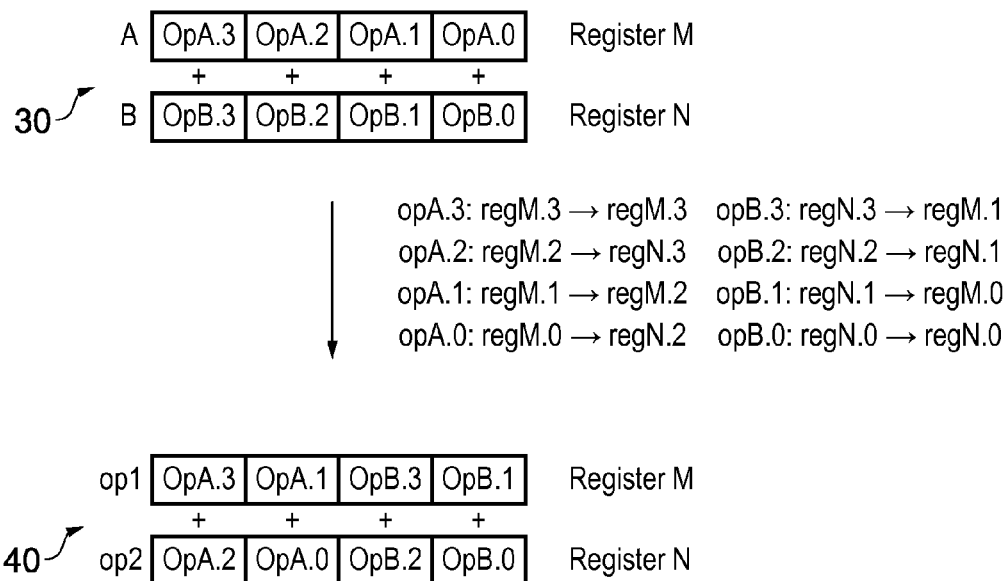 A OpA.3 OpA.2 OpA.1 OpA.0 Register M
+ + + +
30
B OpB.3 OpB.2 OpB.1 OpB.0 Register N
opA.3: regM.3 → regM.3 opB.3: regN.3 → regM.1
opA.2: regM.2 → regN.3 opB.2: regN.2 → regN.1
opA.1: regM.1 → regM.2 opB.1: regN.1 → regM.0
opA.0: regM.0 → regN.2 opB.0: regN.0 → regN.0
op1 OpA.3 OpA.1 OpB.3 OpB.1 Register M
+ + + +
40
op2 OpA.2 OpA.0 OpB.2 OpB.0 Register N